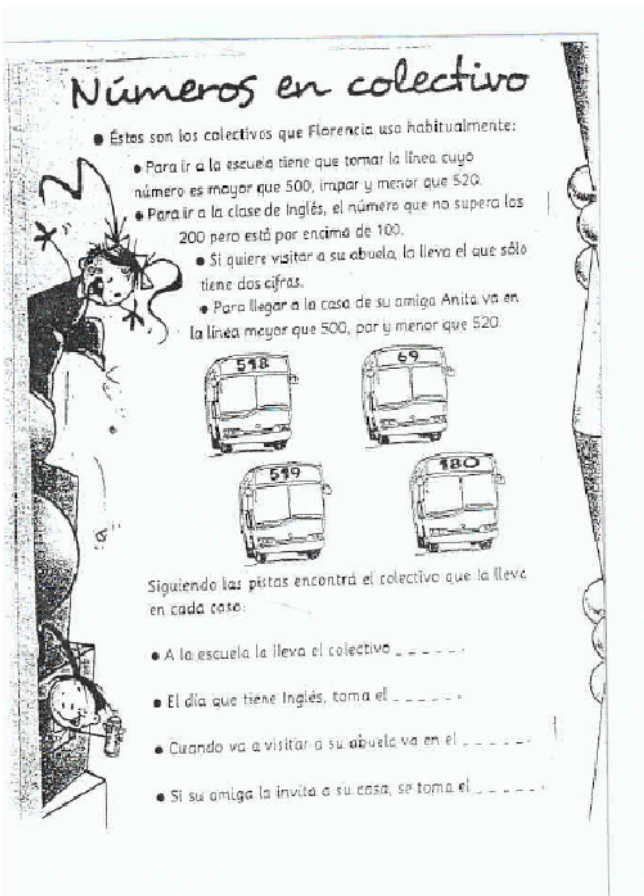 Números en colectivo
● Éstos son los colectivos que Florencia usa habitualmente:
● Para ir a la escuela tiene que tomar la línea cuyo
número es mayor que 500, impar y menor que 520.
● Para ir a la clase de Inglés, el número que no supera los
200 pero está por encima de 100.
● Si quiere visitar a su abuela, la lleva el que sólo
tiene dos cifras.
● Para llegar a la casa de su amiga Anita va en
la línea mayor que 500, par y menor que 520.
518
69
519
180
Siguiendo las pistas encontrá el colectivo que la lleva
en cada caso:
● A la escuela la lleva el colectivo _ _ _ _ _ .
● El día que tiene Inglés, toma el _ _ _ _ _ .
● Cuando va a visitar a su abuela va en el _ _ _ _ _ .
● Si su amiga la invita a su casa, se toma el _ _ _ _ _ .